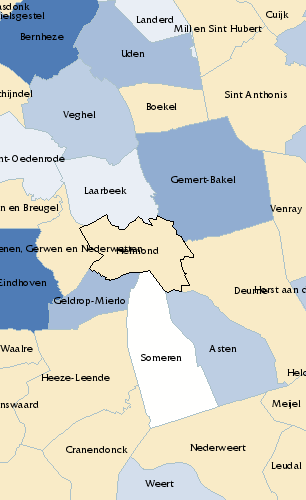 asdonk
ielsgestel
Bernheze
Landerd
Cuijk
Mill en Sint Hubert
Uden
chijndel
Boekel
Sint Anthonis
Veghel
nt-Oedenrode
Laarbeek
Gemert-Bakel
n en Breugel
Venray
enen, Gerwen en Nederwetten
Helmond
Eindhoven
Geldrop-Mierlo
Deurne
Horst aan d
Waalre
Someren
Asten
Heeze-Leende
Held
nswaard
Meijel
Cranendonck
Nederweert
Leudal
Weert